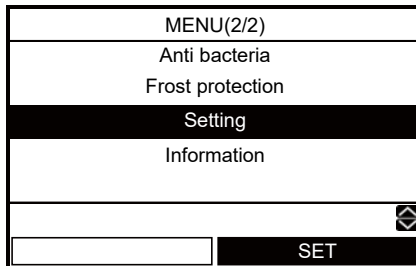 MENU(2/2)
Anti bacteria
Frost protection
Setting
Information
SET